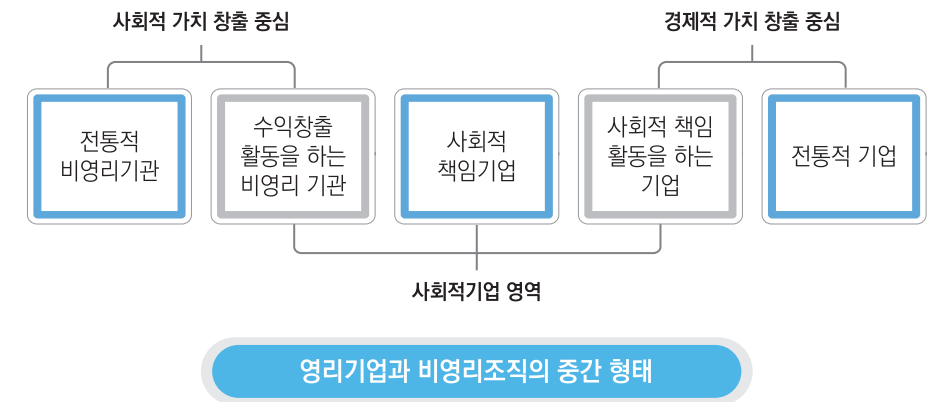 사회적 가치 창출 중심
경제적 가치 창출 중심
전통적
비영리기관
수익창출
활동을 하는
비영리 기관
사회적
책임기업
사회적 책임
활동을 하는
기업
전통적 기업
사회적기업 영역
영리기업과 비영리조직의 중간 형태